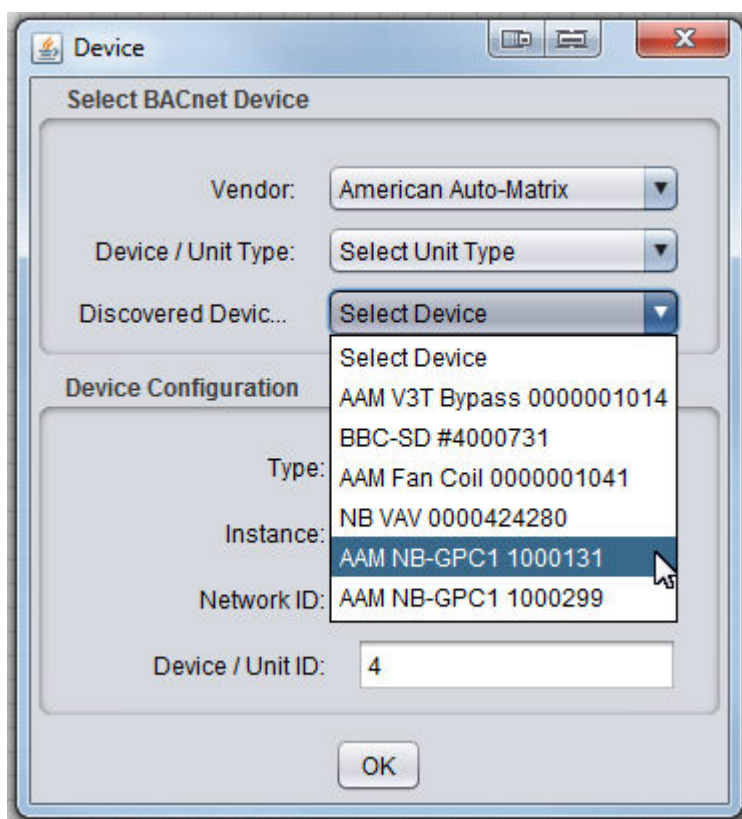 Device
Select BACnet Device
Vendor: American Auto-Matrix
Device / Unit Type: Select Unit Type
Discovered Devic... Select Device
Select Device
Device Configuration
AAM V3T Bypass 0000001014
BBC-SD #4000731
Type: AAM Fan Coil 0000001041
Instance: NB VAV 0000424280
AAM NB-GPC1 1000131
Network ID: AAM NB-GPC1 1000299
Device / Unit ID: 4
OK